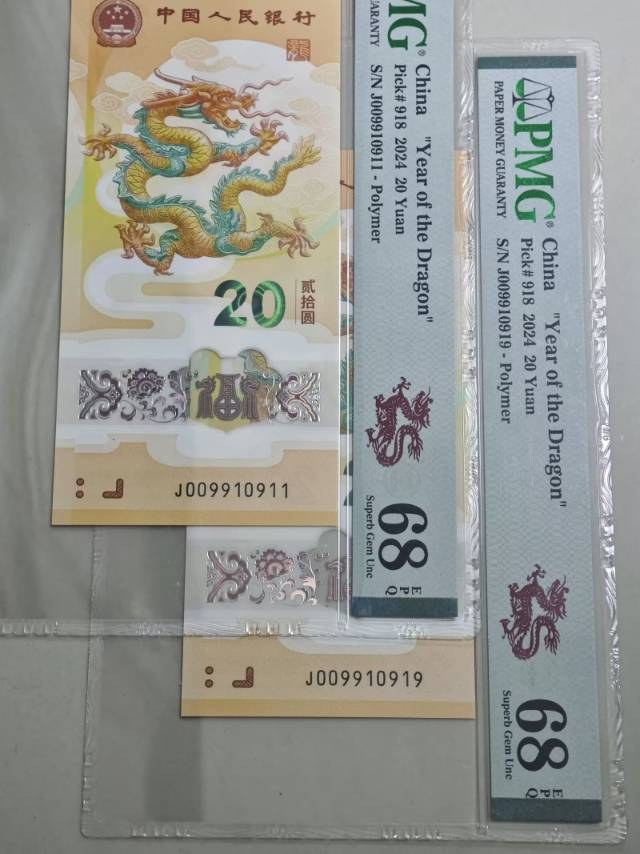 中国人民银行
20
贰拾圆
福
J009910911
PMG®
GUARANTY
China "Year of the Dragon"
Pick# 918 2024 20 Yuan
S/N J009910911 - Polymer
68
EPQ
Superb Gem Unc
J009910919
PMG®
PAPER MONEY GUARANTY
China "Year of the Dragon"
Pick# 918 2024 20 Yuan
S/N J009910919 - Polymer
68
EPQ
Superb Gem Unc